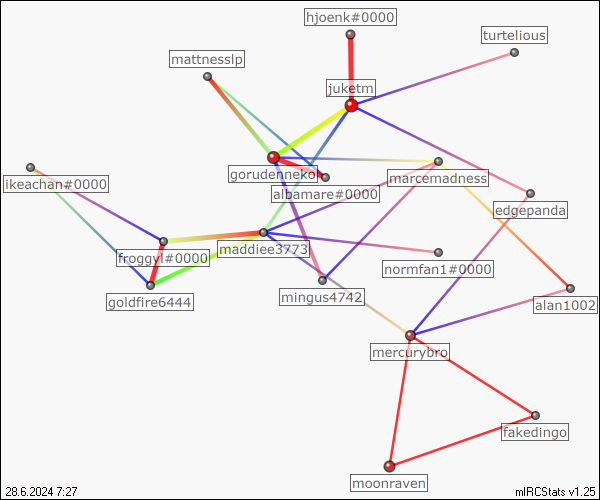 hjoenk#0000
turtelious
mattnesslp
juketm
gorudenneko
albamare#0000
marcemadness
ikeachan#0000
edgepanda
froggyl#0000
maddiee3773
normfan1#0000
goldfire6444
mingus4742
alan1002
mercurybro
fakedingo
moonraven
28.6.2024 7:27
mIRCStats v1.25